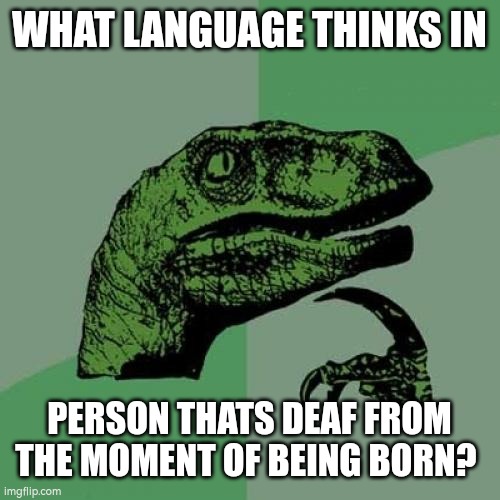 WHAT LANGUAGE THINKS IN
PERSON THATS DEAF FROM
THE MOMENT OF BEING BORN?
imgflip.com